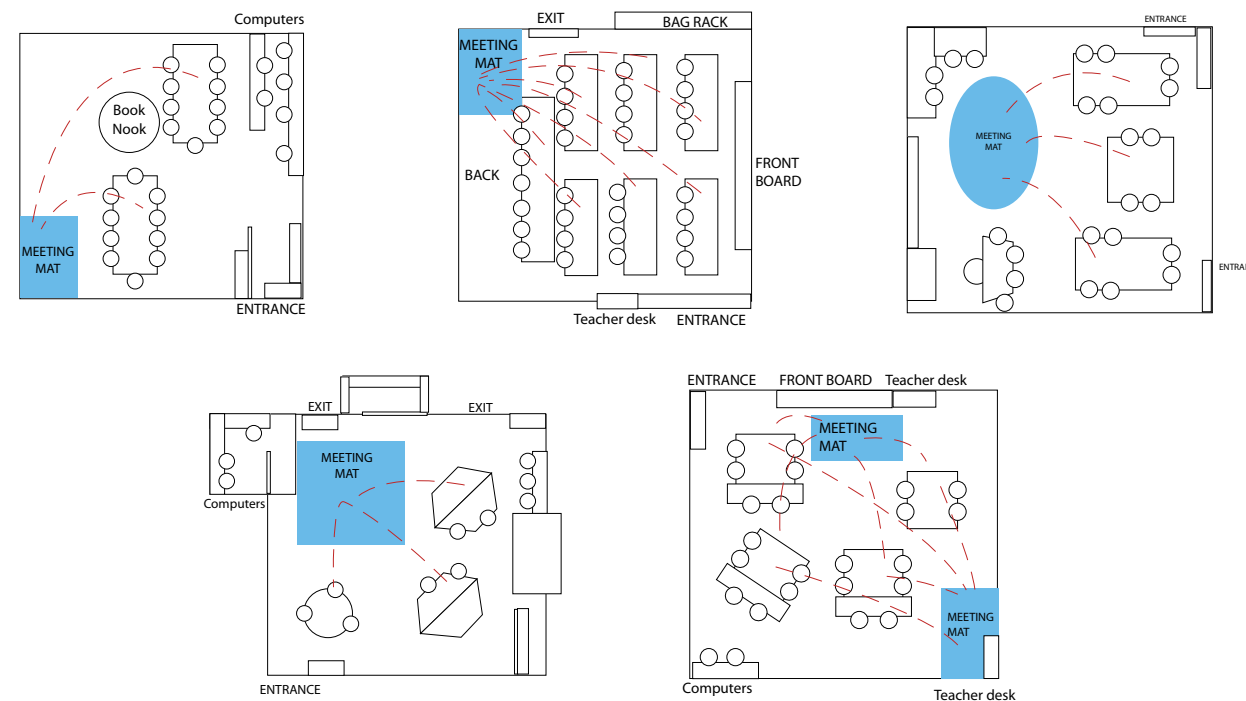 Computers
Book
Nook
MEETING
MAT
ENTRANCE
EXIT
BAG RACK
MEETING
MAT
BACK
FRONT
BOARD
Teacher desk
ENTRANCE
ENTRANCE
MEETING
MAT
EXIT
EXIT
MEETING
MAT
Computers
ENTRANCE
ENTRANCE
FRONT BOARD
Teacher desk
MEETING
MAT
MEETING
MAT
Computers
Teacher desk